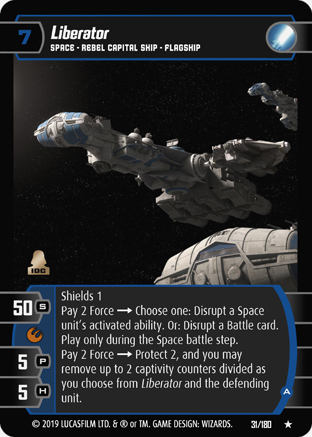 7
Liberator
SPACE · REBEL CAPITAL SHIP · FLAGSHIP
IDC
50 S
5 P
5 H
Shields 1
Pay 2 Force → Choose one: Disrupt a Space
unit's activated ability. Or: Disrupt a Battle card.
Play only during the Space battle step.
Pay 2 Force → Protect 2, and you may
remove up to 2 captivity counters divided as
you choose from Liberator and the defending
unit.
A
© 2019 LUCASFILM LTD. & ® OR TM. GAME DESIGN: WIZARDS.
31/180 ★